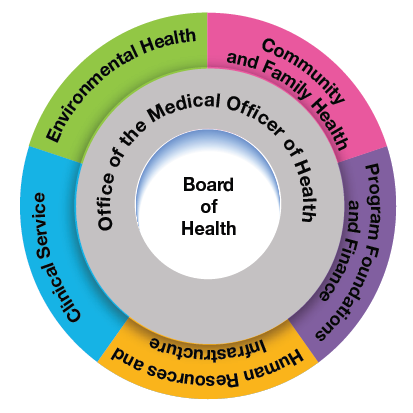 Environmental Health
Community
and Family Health
Program Foundations
and Finance
Human Resources and
Infrastructure
Clinical Service
Office of the Medical Officer of Health
Board
of
Health